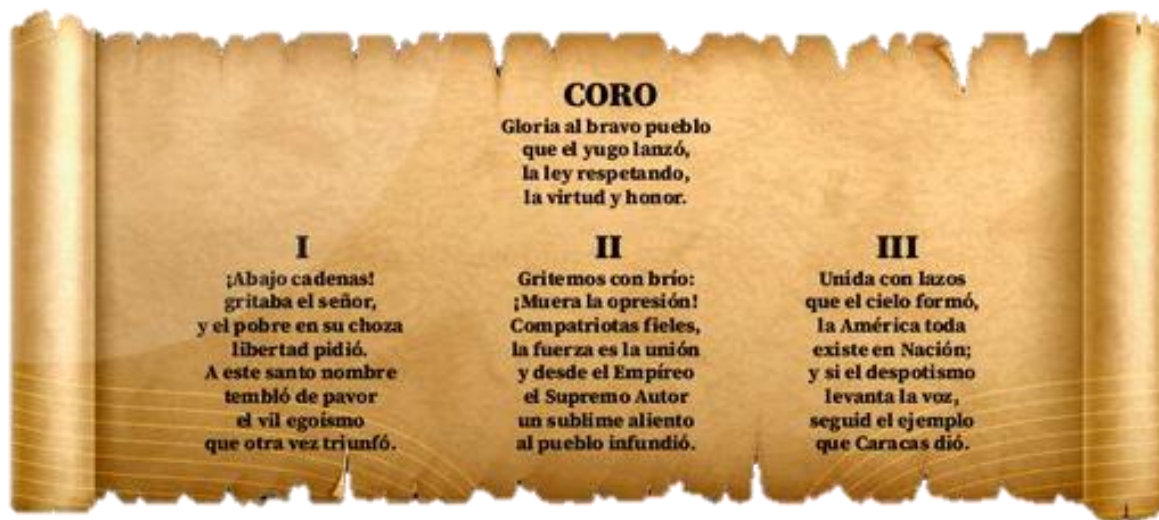 CORO
Gloria al bravo pueblo
que el yugo lanzó,
la ley respetando,
la virtud y honor.
I
¡Abajo cadenas!
gritaba el señor,
y el pobre en su choza
libertad pidió.
A este santo nombre
tembló de pavor
el vil egoísmo
que otra vez triunfó.
II
Gritemos con brío:
¡Muera la opresión!
Compatriotas fieles,
la fuerza es la unión
y desde el Empíreo
el Supremo Autor
un sublime aliento
al pueblo infundió.
III
Unida con lazos
que el cielo formó,
la América toda
existe en Nación;
y si el despotismo
levanta la voz,
seguid el ejemplo
que Caracas dió.